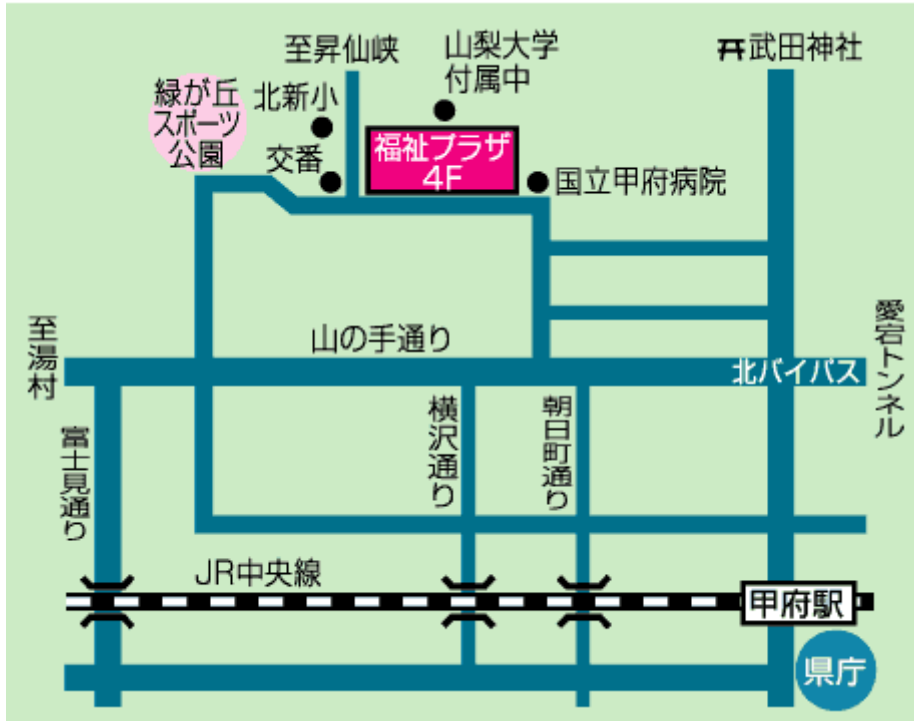 至昇仙峡
山梨大学
付属中
武田神社
緑が丘
スポーツ
公園
北新小
交番
福祉プラザ
4F
国立甲府病院
山の手通り
至湯村
北バイパス
愛宕トンネル
富士見通り
横沢通り
朝日町通り
JR中央線
甲府駅
県庁